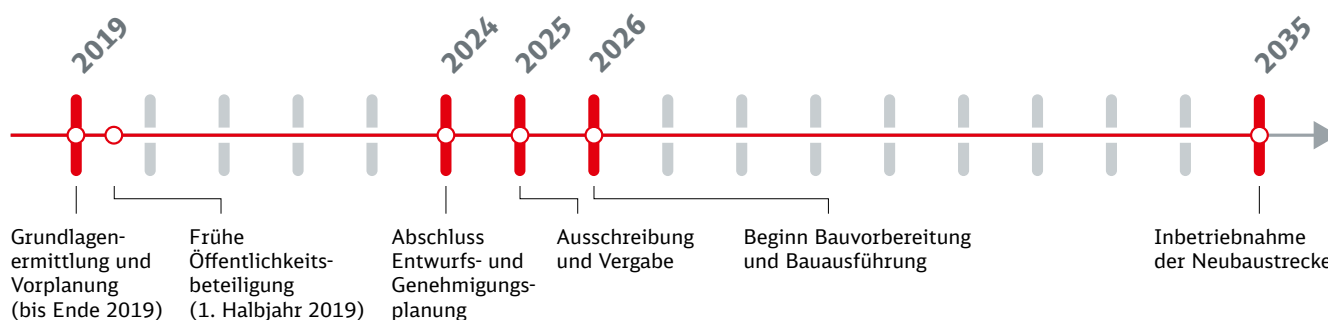 2019
2024
2025
2026
2035
Grundlagen-
ermittlung und
Vorplanung
(bis Ende 2019)
Frühe
Öffentlichkeits-
beteiligung
(1. Halbjahr 2019)
Abschluss
Entwurfs- und
Genehmigungs-
planung
Ausschreibung
und Vergabe
Beginn Bauvorbereitung
und Bauausführung
Inbetriebnahme
der Neubaustrecke